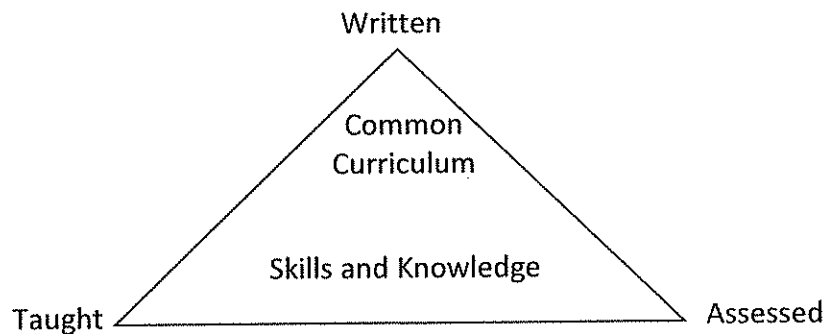 Written
Common
Curriculum
Skills and Knowledge
Taught
Assessed